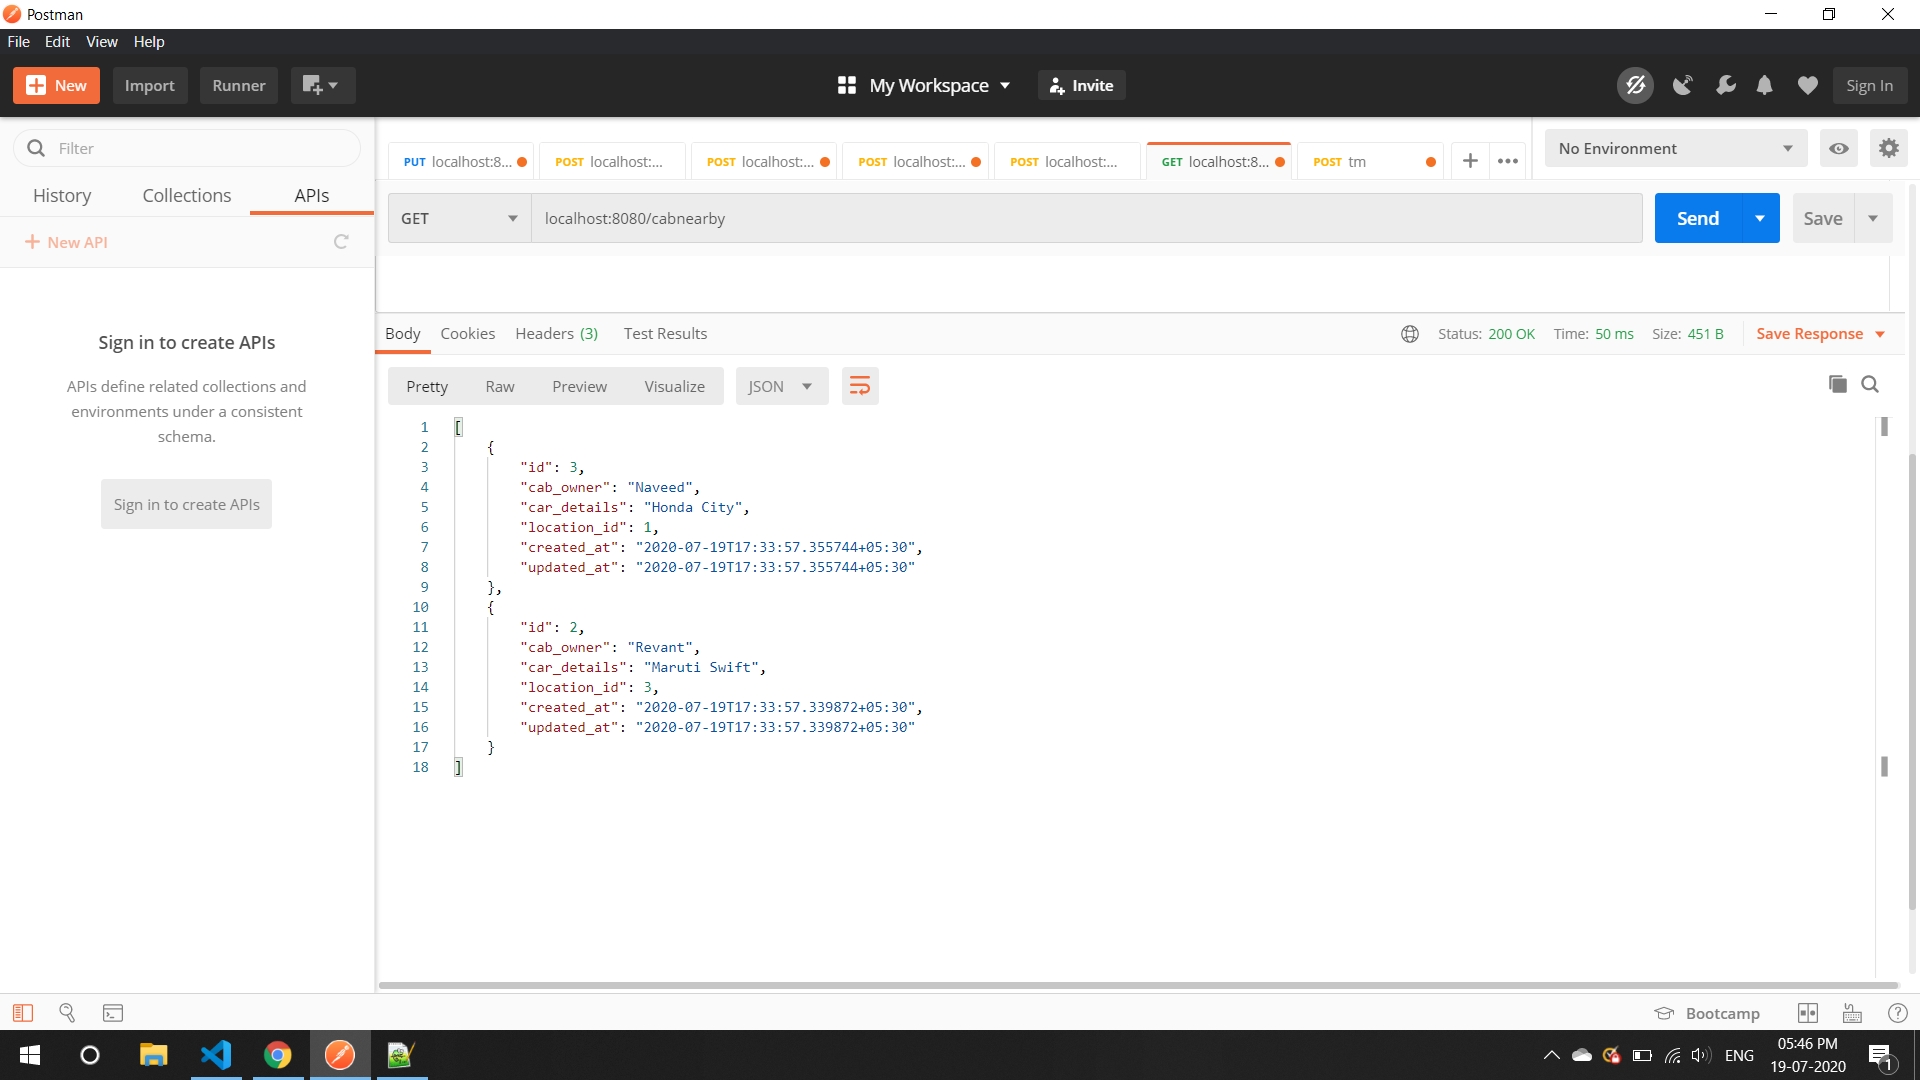 Postman
File Edit View Help
New Import Runner My Workspace Invite Sign In
Filter
History Collections APIs
New API
Sign in to create APIs
APIs define related collections and
environments under a consistent
schema.
Sign in to create APIs
PUT localhost:8... POST localhost:... POST localhost:... POST localhost:... POST localhost:... GET localhost:8... POST tm
No Environment
GET localhost:8080/cabnearby Send Save
Body Cookies Headers (3) Test Results Status: 200 OK Time: 50 ms Size: 451 B Save Response
Pretty Raw Preview Visualize JSON
1 [
2 {
3 "id": 3,
4 "cab_owner": "Naveed",
5 "car_details": "Honda City",
6 "location_id": 1,
7 "created_at": "2020-07-19T17:33:57.355744+05:30",
8 "updated_at": "2020-07-19T17:33:57.355744+05:30"
9 },
10 {
11 "id": 2,
12 "cab_owner": "Revant",
13 "car_details": "Maruti Swift",
14 "location_id": 3,
15 "created_at": "2020-07-19T17:33:57.339872+05:30",
16 "updated_at": "2020-07-19T17:33:57.339872+05:30"
17 }
18 ]
Bootcamp
ENG
05:46 PM
19-07-2020
1